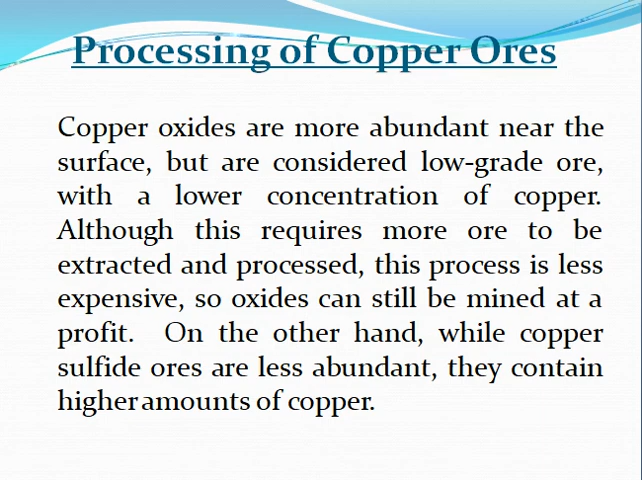 Processing of Copper Ores
Copper oxides are more abundant near the
surface, but are considered low-grade ore,
with a lower concentration of copper.
Although this requires more ore to be
extracted and processed, this process is less
expensive, so oxides can still be mined at a
profit. On the other hand, while copper
sulfide ores are less abundant, they contain
higher amounts of copper.